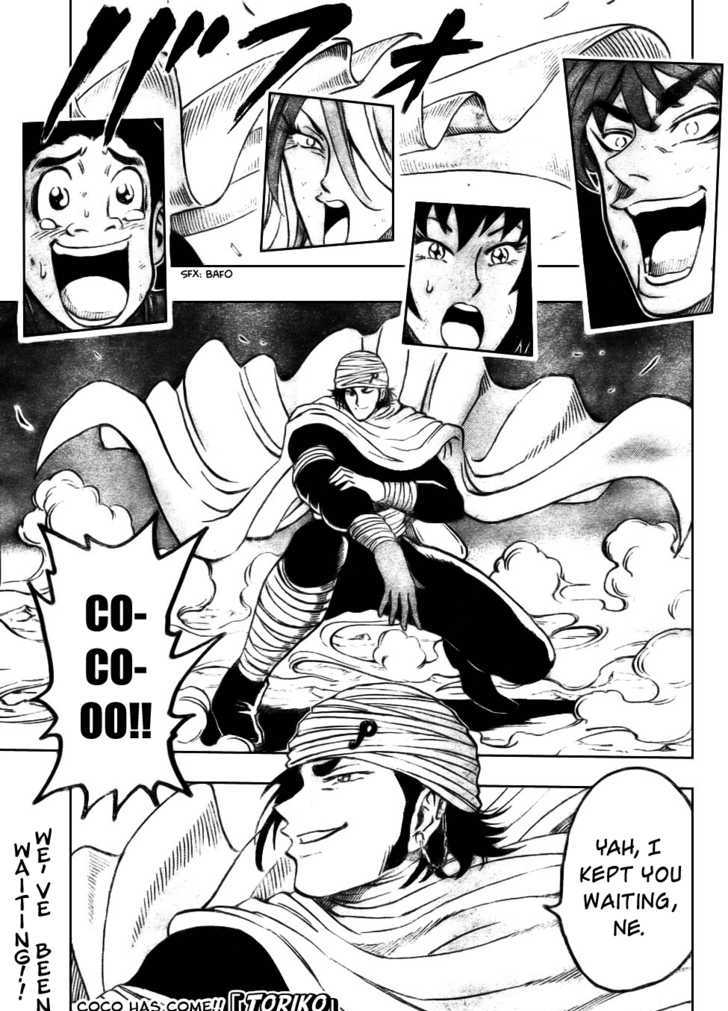 バフォ
SFX: BAFO
CO-
CO-
OO!!
P
YAH, I
KEPT YOU
WAITING,
NE.
WE'VE BEEN
WAITING!!
COCO HAS COME!! 『TORIKO』